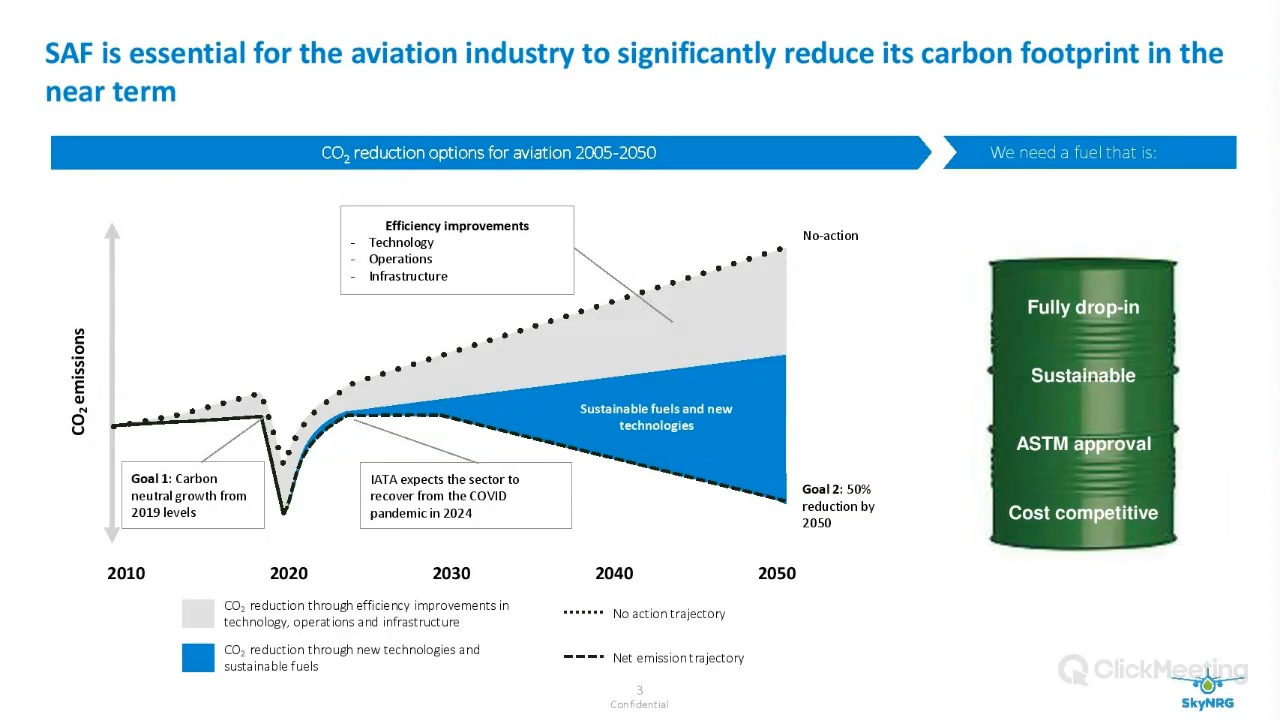 SAF is essential for the aviation industry to significantly reduce its carbon footprint in the
near term
CO₂ reduction options for aviation 2005-2050
We need a fuel that is:
Efficiency improvements
- Technology
- Operations
- Infrastructure
No-action
CO₂ emissions
Sustainable fuels and new
technologies
Goal 1: Carbon
neutral growth from
2019 levels
IATA expects the sector to
recover from the COVID
pandemic in 2024
Goal 2: 50%
reduction by
2050
2010 2020 2030 2040 2050
CO₂ reduction through efficiency improvements in
technology, operations and infrastructure
CO₂ reduction through new technologies and
sustainable fuels
No action trajectory
Net emission trajectory
Fully drop-in
Sustainable
ASTM approval
Cost competitive
3
Confidential
ClickMeeting
SkyNRG